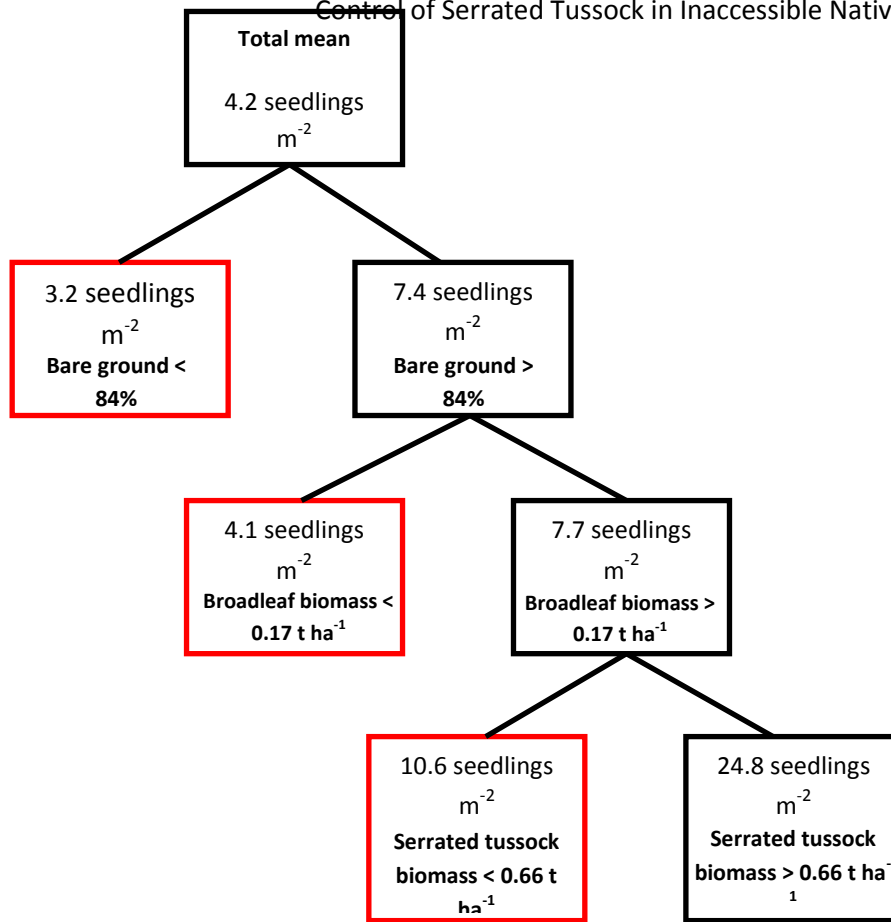 Control of Serrated Tussock in Inaccessible Nativ
Total mean
4.2 seedlings
m⁻²
3.2 seedlings
m⁻²
Bare ground <
84%
7.4 seedlings
m⁻²
Bare ground >
84%
4.1 seedlings
m⁻²
Broadleaf biomass <
0.17 t ha⁻¹
7.7 seedlings
m⁻²
Broadleaf biomass >
0.17 t ha⁻¹
10.6 seedlings
m⁻²
Serrated tussock
biomass < 0.66 t
ha⁻¹
24.8 seedlings
m⁻²
Serrated tussock
biomass > 0.66 t ha⁻
¹